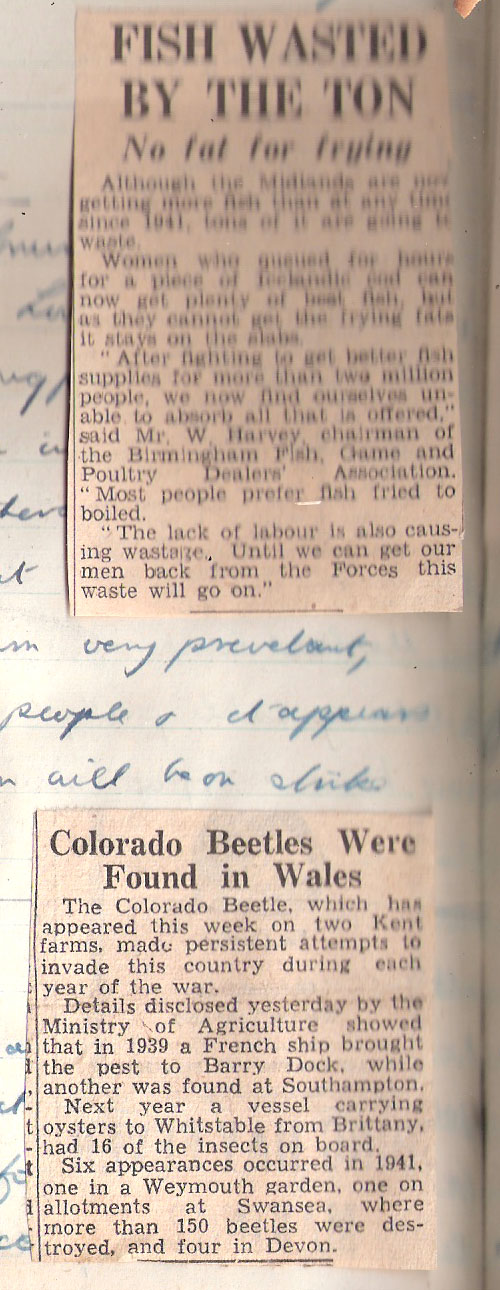 FISH WASTED
BY THE TON
No fat for frying
Although the Midlands are now
getting more fish than at any time
since 1941, tons of it are going to
waste.
Women who queued for hours
for a piece of Icelandic cod can
now get plenty of best fish, but
as they cannot get the frying fats
it stays on the slabs.
"After fighting to get better fish
supplies for more than two million
people, we now find ourselves un-
able to absorb all that is offered,"
said Mr. W. Harvey, chairman of
the Birmingham Fish, Game and
Poultry Dealers' Association.
"Most people prefer fish fried to
boiled.
"The lack of labour is also caus-
ing wastage. Until we can get our
men back from the Forces this
waste will go on."
very prevelant,
people & it appears
will be on strike
Colorado Beetles Were
Found in Wales
The Colorado Beetle, which has
appeared this week on two Kent
farms, made persistent attempts to
invade this country during each
year of the war.
Details disclosed yesterday by the
Ministry of Agriculture showed
that in 1939 a French ship brought
the pest to Barry Dock, while
another was found at Southampton.
Next year a vessel carrying
oysters to Whitstable from Brittany,
had 16 of the insects on board.
Six appearances occurred in 1941,
one in a Weymouth garden, one on
allotments at Swansea, where
more than 150 beetles were des-
troyed, and four in Devon.